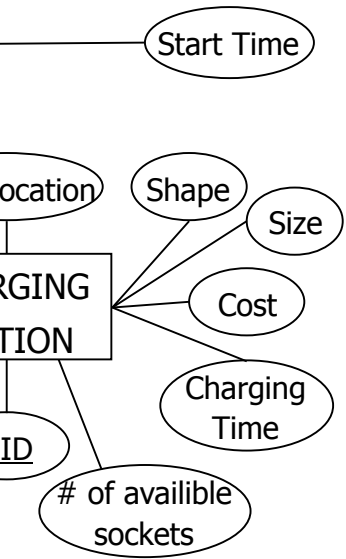 Start Time
ocation
Shape
Size
RGING
TION
Cost
Charging
Time
ID
# of availible
sockets